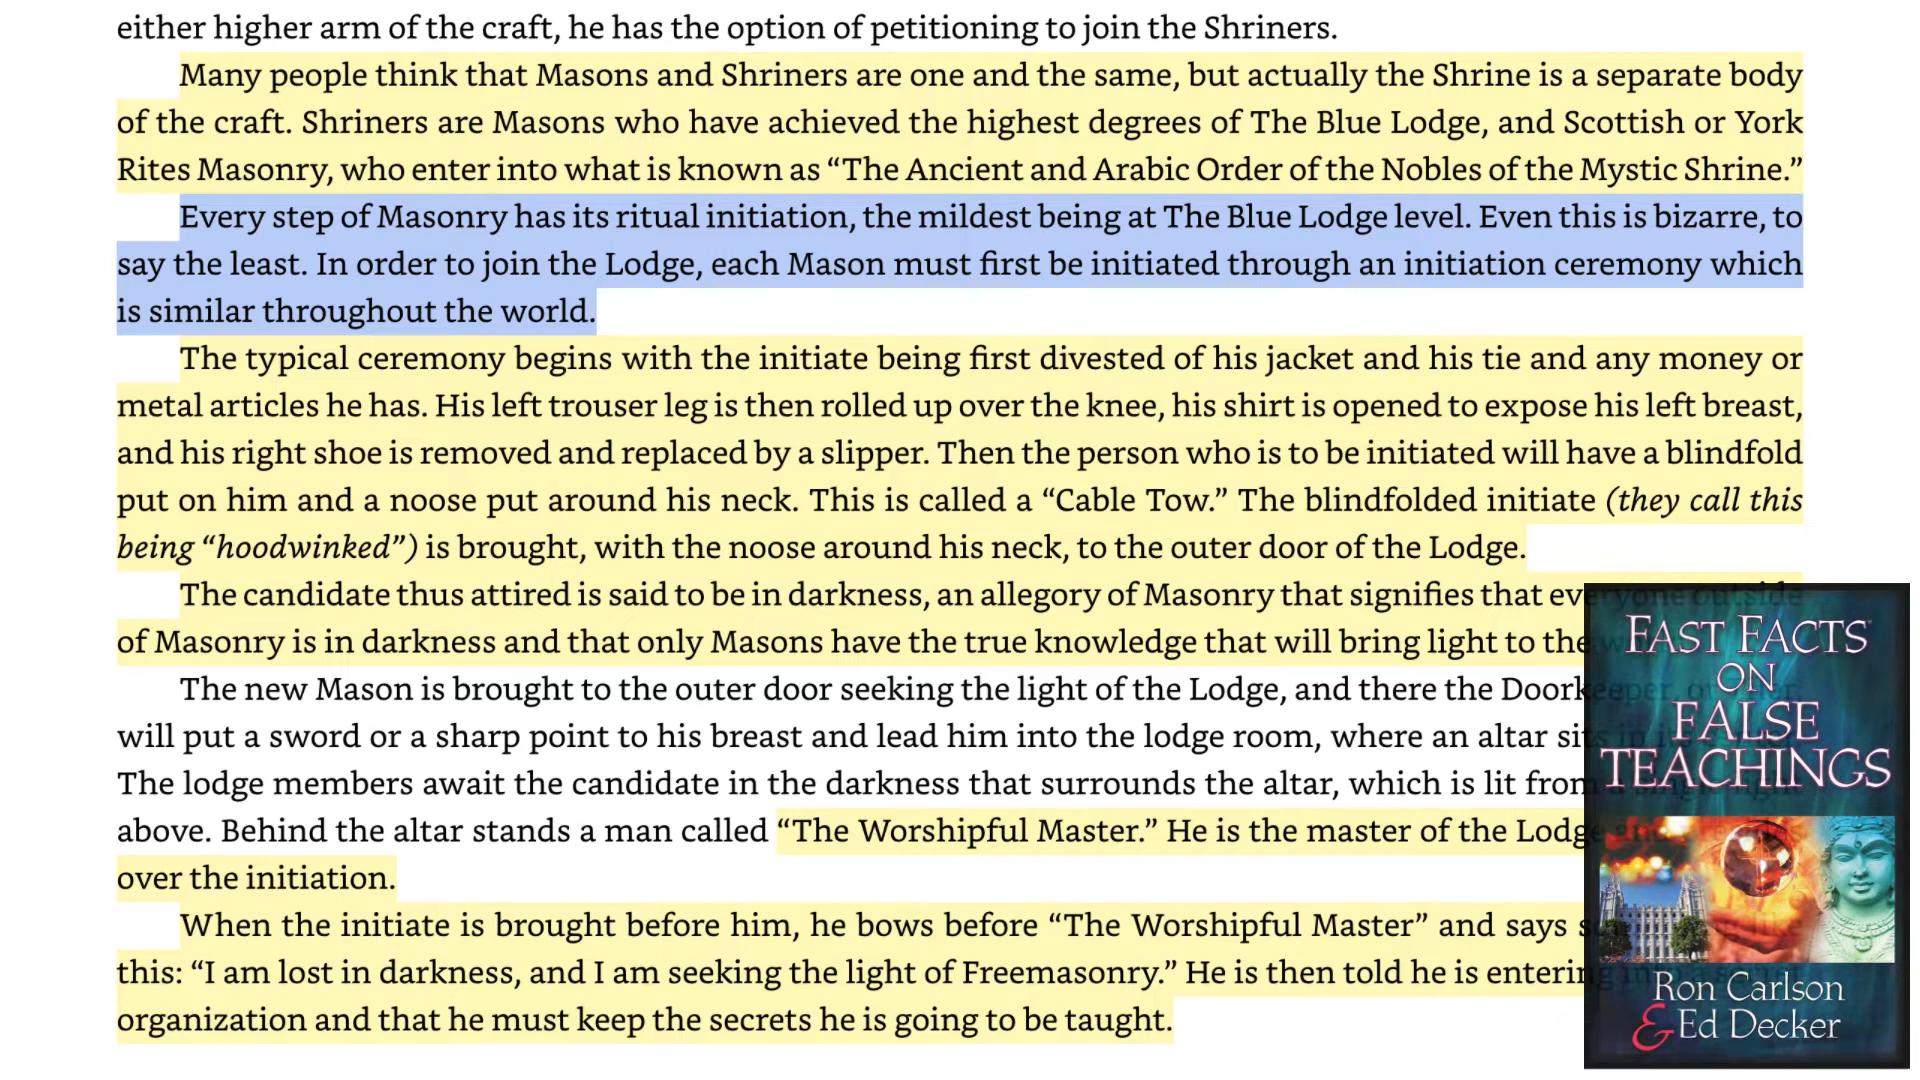 either higher arm of the craft, he has the option of petitioning to join the Shriners.
Many people think that Masons and Shriners are one and the same, but actually the Shrine is a separate body
of the craft. Shriners are Masons who have achieved the highest degrees of The Blue Lodge, and Scottish or York
Rites Masonry, who enter into what is known as “The Ancient and Arabic Order of the Nobles of the Mystic Shrine.”
Every step of Masonry has its ritual initiation, the mildest being at The Blue Lodge level. Even this is bizarre, to
say the least. In order to join the Lodge, each Mason must first be initiated through an initiation ceremony which
is similar throughout the world.
The typical ceremony begins with the initiate being first divested of his jacket and his tie and any money or
metal articles he has. His left trouser leg is then rolled up over the knee, his shirt is opened to expose his left breast,
and his right shoe is removed and replaced by a slipper. Then the person who is to be initiated will have a blindfold
put on him and a noose put around his neck. This is called a “Cable Tow.” The blindfolded initiate (they call this
being “hoodwinked”) is brought, with the noose around his neck, to the outer door of the Lodge.
The candidate thus attired is said to be in darkness, an allegory of Masonry that signifies that everyone outside
of Masonry is in darkness and that only Masons have the true knowledge that will bring light to the
The new Mason is brought to the outer door seeking the light of the Lodge, and there the Doorkeeper,
will put a sword or a sharp point to his breast and lead him into the lodge room, where an altar sits in
The lodge members await the candidate in the darkness that surrounds the altar, which is lit from
above. Behind the altar stands a man called “The Worshipful Master.” He is the master of the Lodge
over the initiation.
When the initiate is brought before him, he bows before “The Worshipful Master” and says like
this: “I am lost in darkness, and I am seeking the light of Freemasonry.” He is then told he is entering
organization and that he must keep the secrets he is going to be taught.
FAST FACTS
ON
FALSE
TEACHINGS
Ron Carlson
& Ed Decker